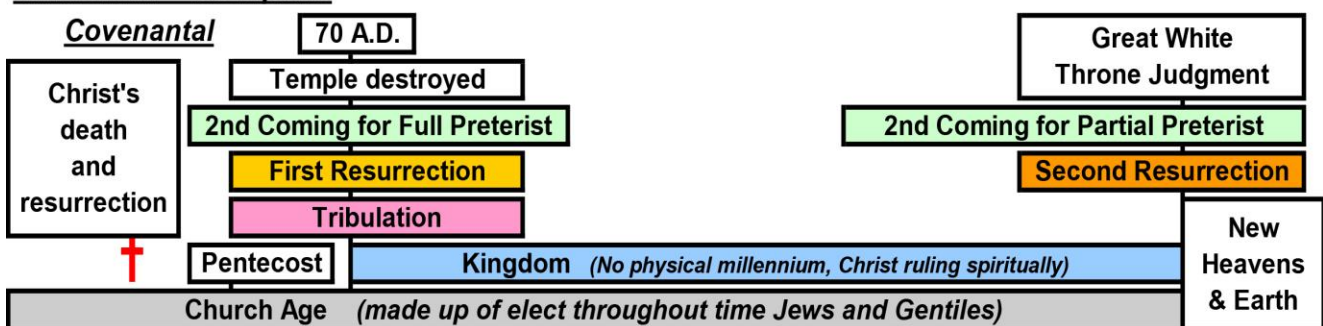 Covenantal
70 A.D.
Temple destroyed
Christ's
death
and
resurrection
2nd Coming for Full Preterist
First Resurrection
Tribulation
Pentecost
Great White
Throne Judgment
2nd Coming for Partial Preterist
Second Resurrection
Kingdom (No physical millennium, Christ ruling spiritually)
New
Heavens
& Earth
Church Age (made up of elect throughout time Jews and Gentiles)